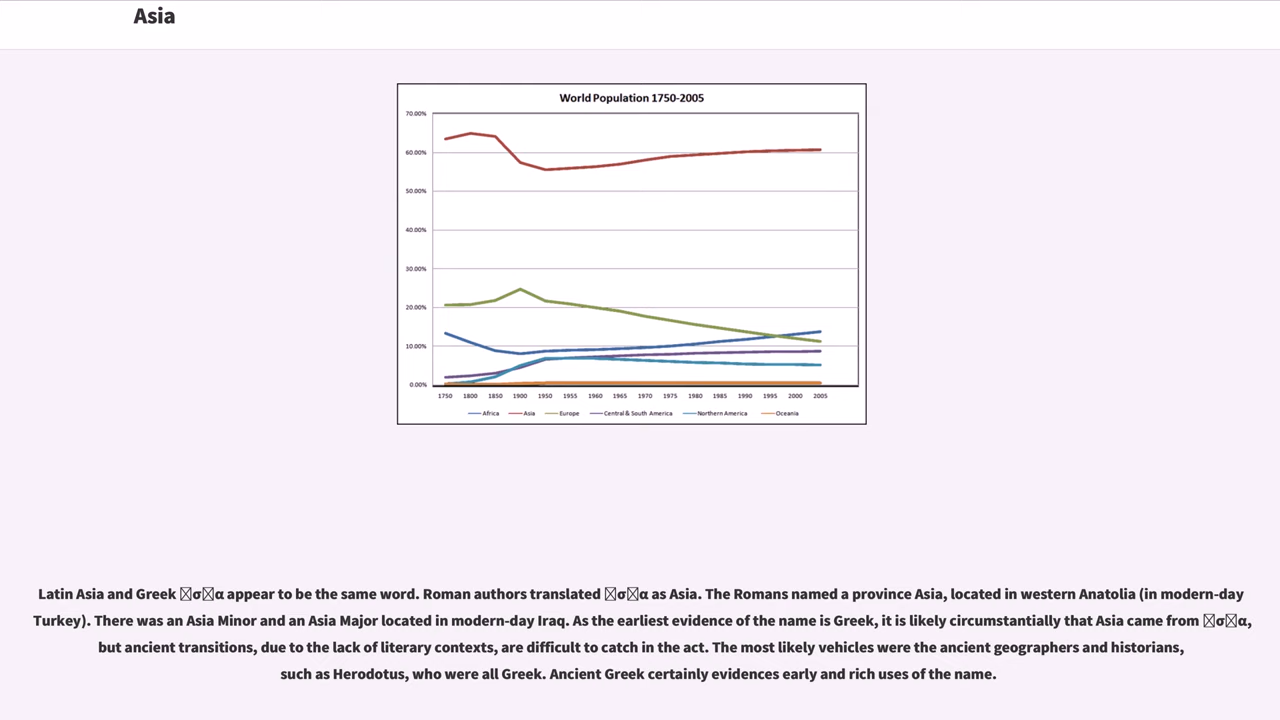 Asia
World Population 1750-2005
70.00%
60.00%
50.00%
40.00%
30.00%
20.00%
10.00%
0.00%
1750 1800 1850 1900 1950 1955 1960 1965 1970 1975 1980 1985 1990 1995 2000 2005
Africa Asia Europe Central & South America Northern America Oceania
Latin Asia and Greek □σ□α appear to be the same word. Roman authors translated □σ□α as Asia. The Romans named a province Asia, located in western Anatolia (in modern-day
Turkey). There was an Asia Minor and an Asia Major located in modern-day Iraq. As the earliest evidence of the name is Greek, it is likely circumstantially that Asia came from □σ□α,
but ancient transitions, due to the lack of literary contexts, are difficult to catch in the act. The most likely vehicles were the ancient geographers and historians,
such as Herodotus, who were all Greek. Ancient Greek certainly evidences early and rich uses of the name.